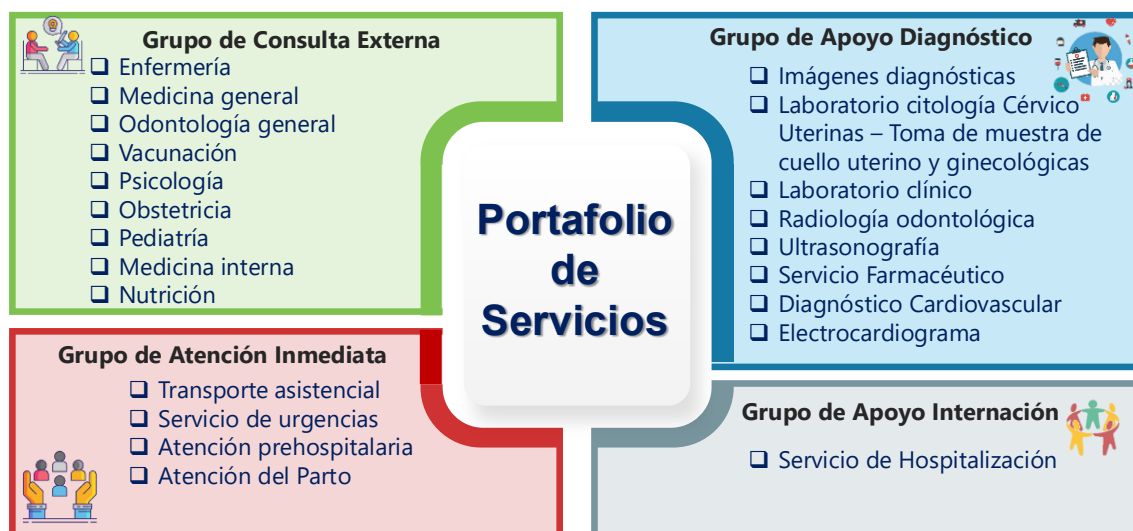 Grupo de Consulta Externa
Enfermería
Medicina general
Odontología general
Vacunación
Psicología
Obstetricia
Pediatría
Medicina interna
Nutrición
Grupo de Apoyo Diagnóstico
Imágenes diagnósticas
Laboratorio citología Cérvico
Uterinas – Toma de muestra de
cuello uterino y ginecológicas
Laboratorio clínico
Radiología odontológica
Ultrasonografía
Servicio Farmacéutico
Diagnóstico Cardiovascular
Electrocardiograma
Portafolio
de
Servicios
Grupo de Atención Inmediata
Transporte asistencial
Servicio de urgencias
Atención prehospitalaria
Atención del Parto
Grupo de Apoyo Internación
Servicio de Hospitalización